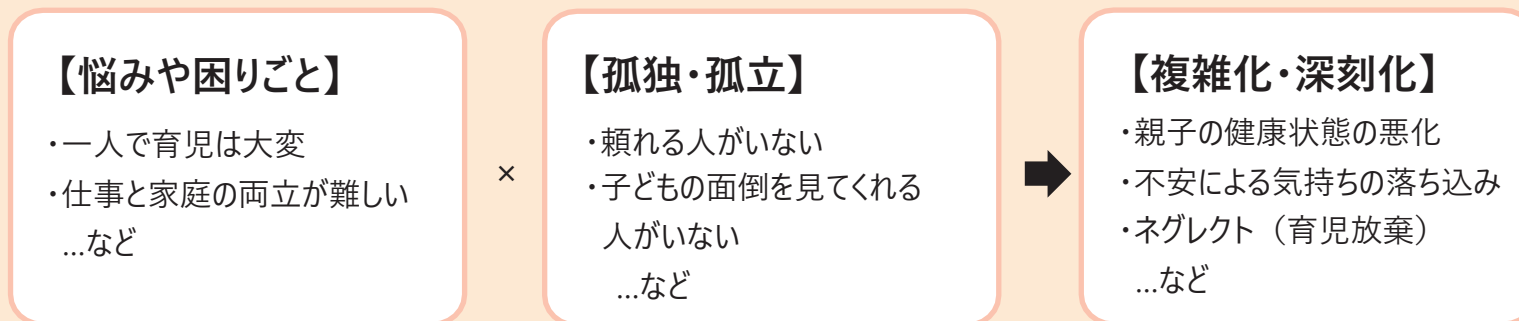 【悩みや困りごと】
・一人で育児は大変
・仕事と家庭の両立が難しい
...など
×
【孤独・孤立】
・頼れる人がいない
・子どもの面倒を見てくれる
人がいない
...など
【複雑化・深刻化】
・親子の健康状態の悪化
・不安による気持ちの落ち込み
・ネグレクト（育児放棄）
...など